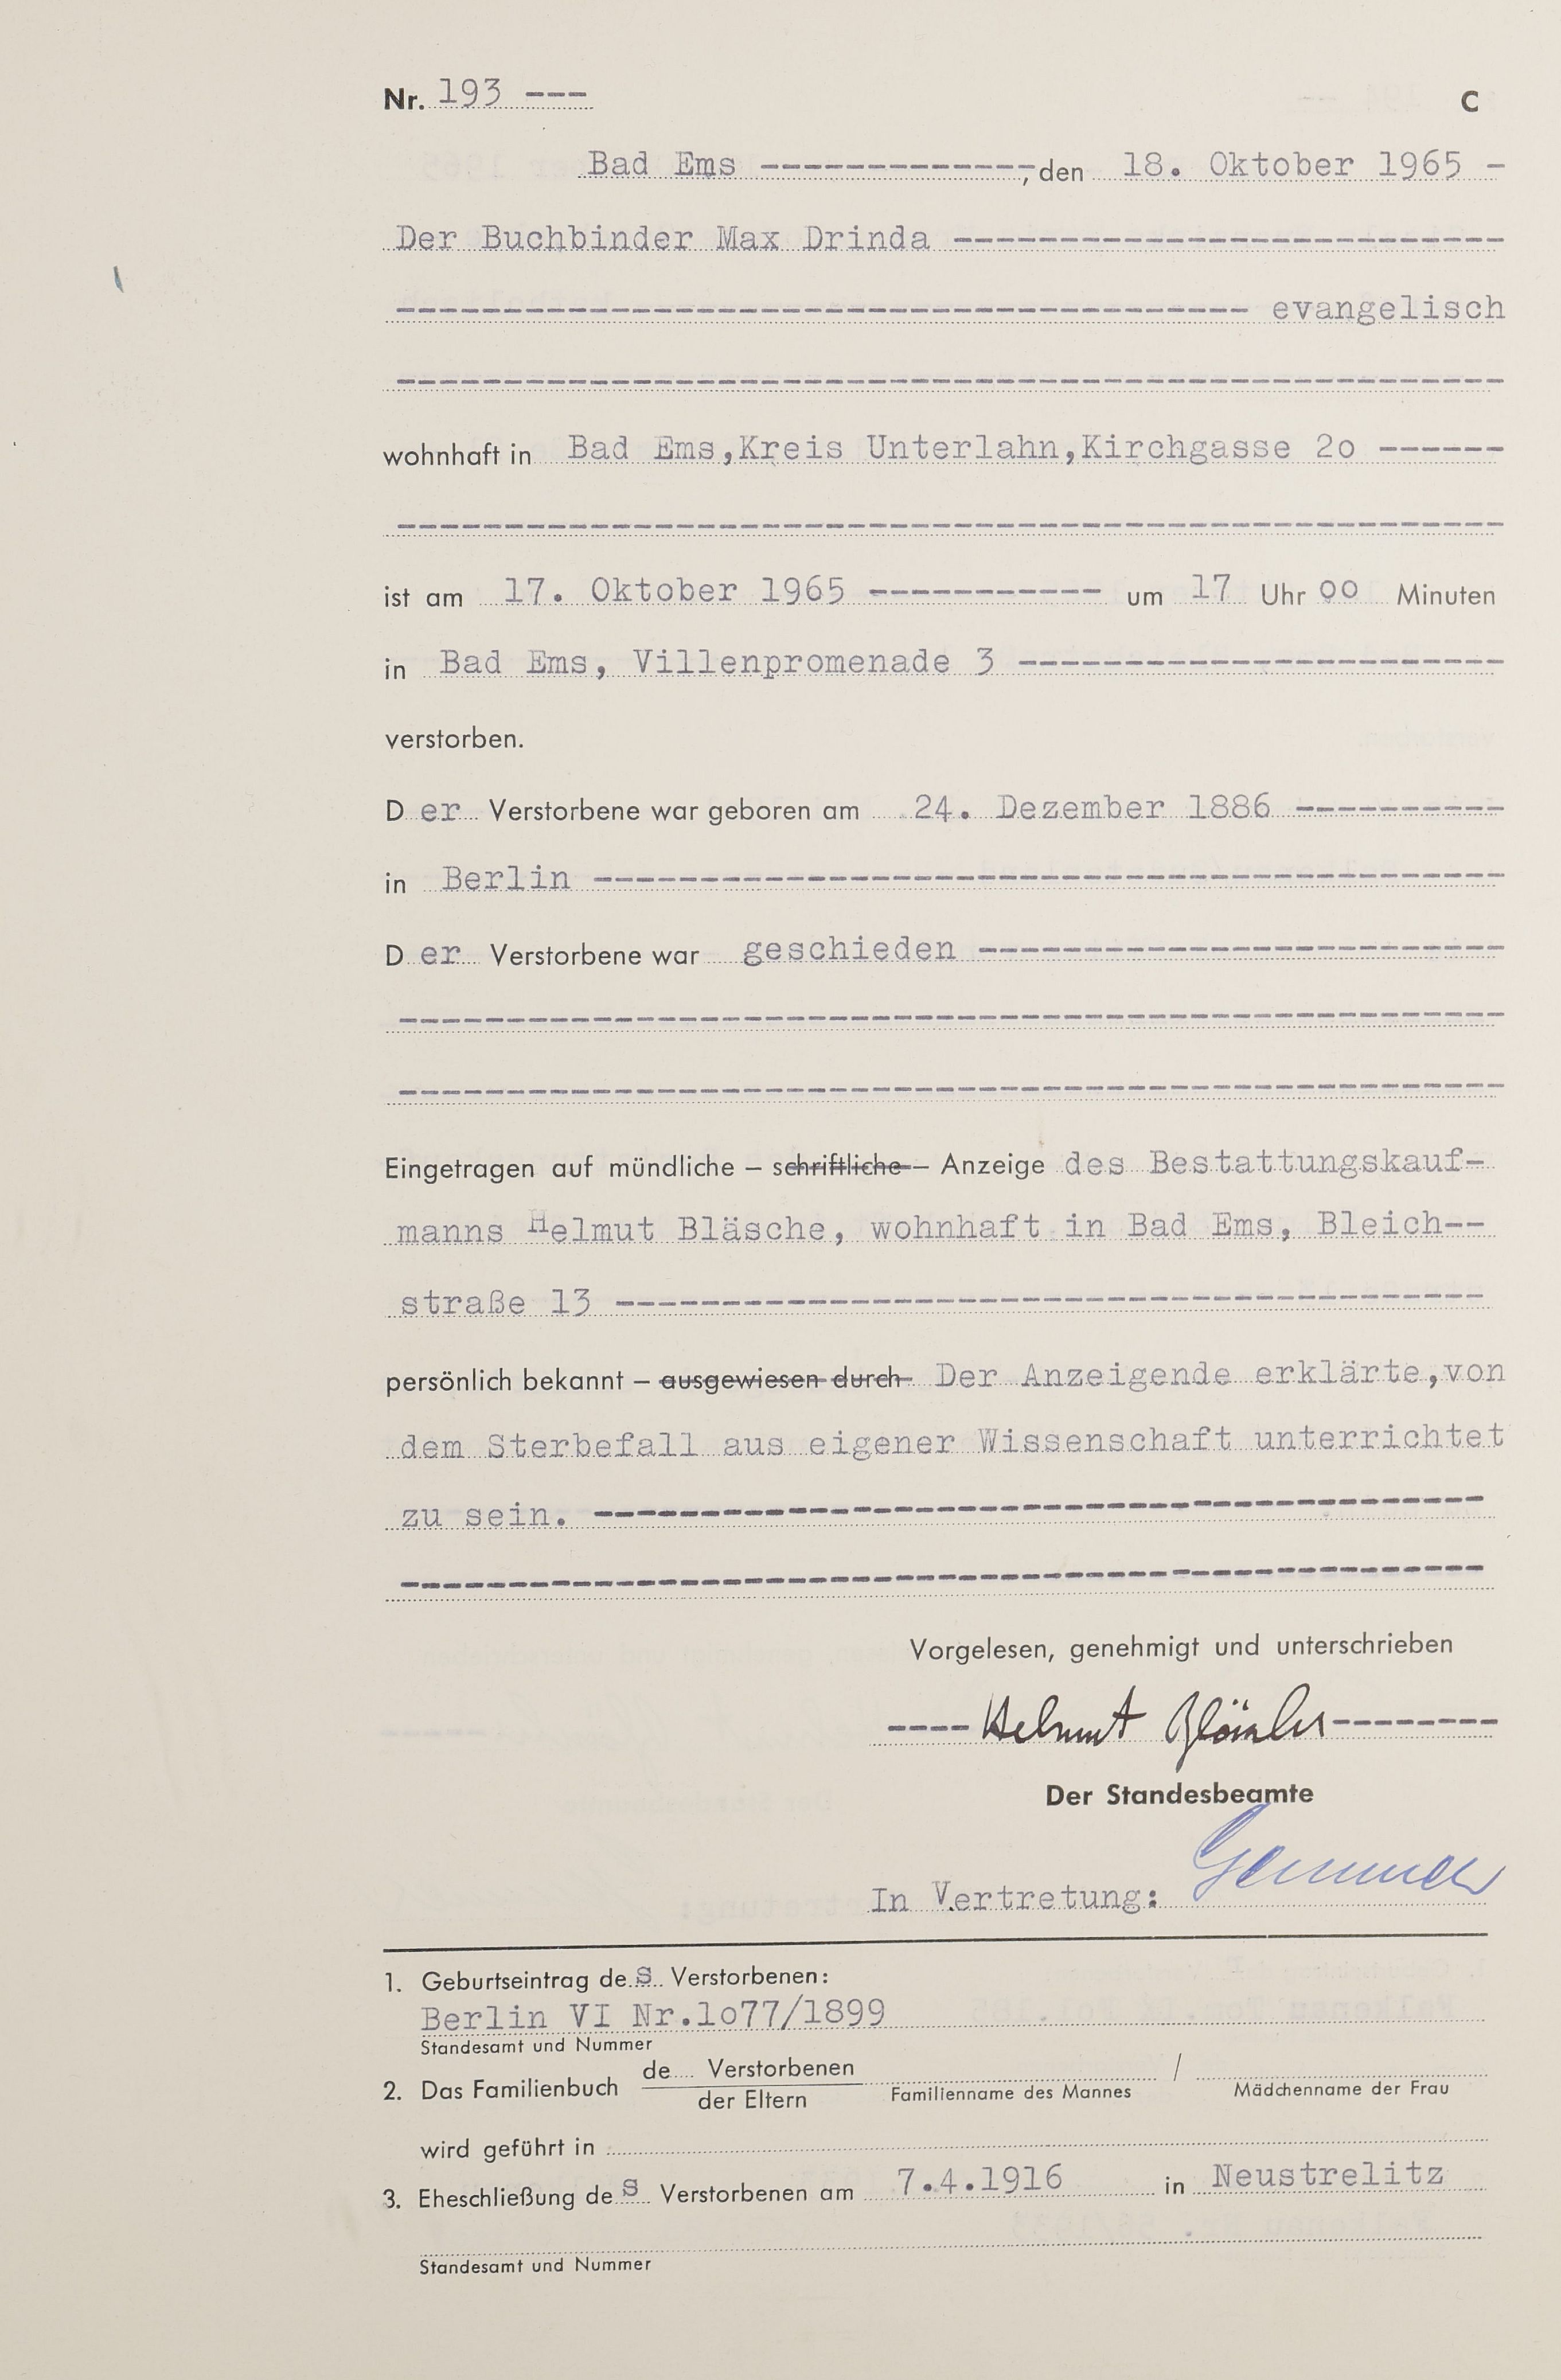 Nr. 193 --- C
Bad Ems -------------, den 18. Oktober 1965 -
Der Buchbinder Max Drinda --------------------------
---------------------------------------- evangelisch
----------------------------------------------------
wohnhaft in Bad Ems,Kreis Unterlahn,Kirchgasse 2o ------
----------------------------------------------------
ist am 17. Oktober 1965 ----------- um 17 Uhr oo Minuten
in Bad Ems, Villenpromenade 3 -----------------------
verstorben.
D er Verstorbene war geboren am 24. Dezember 1886 ----------
in Berlin -------------------------------------------
D er Verstorbene war geschieden -------------------------
----------------------------------------------------
----------------------------------------------------
Eingetragen auf mündliche – schriftliche – Anzeige des Bestattungskauf-
manns Helmut Bläsche, wohnhaft in Bad Ems, Bleich--
straße 13 -----------------------------------------
persönlich bekannt – ausgewiesen durch Der Anzeigende erklärte,von
dem Sterbefall aus eigener Wissenschaft unterrichtet
zu sein. ------------------------------------------
---------------------------------------------------
Vorgelesen, genehmigt und unterschrieben
---- Helmut --------
Der Standesbeamte
In Vertretung:
1. Geburtseintrag des Verstorbenen:
Berlin VI Nr.1o77/1899
Standesamt und Nummer
2. Das Familienbuch de.... Verstorbenen /
der Eltern Familienname des Mannes Mädchenname der Frau
wird geführt in
3. Eheschließung des Verstorbenen am 7.4.1916 in Neustrelitz
Standesamt und Nummer